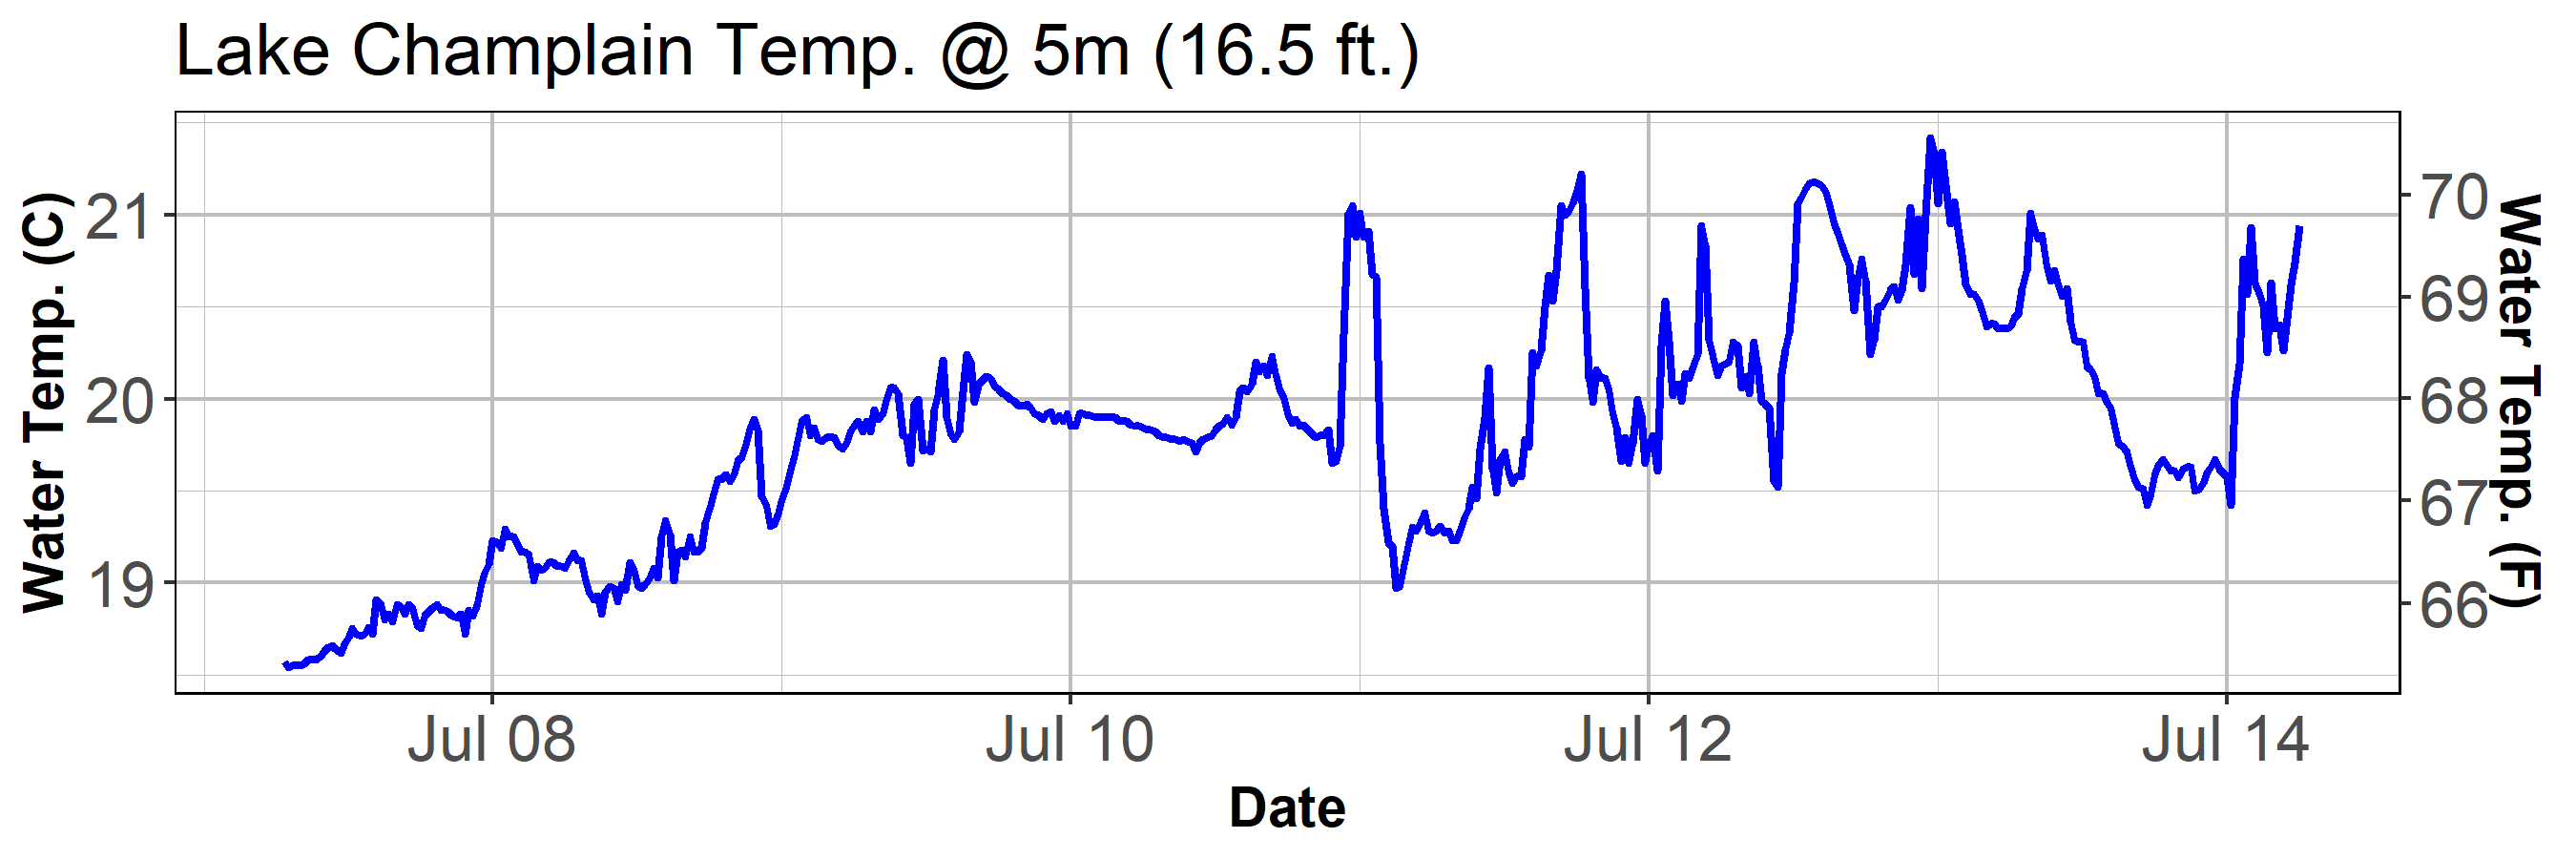 Lake Champlain Temp. @ 5m (16.5 ft.)
Water Temp. (C)
21
20
19
70
69
68
67
66
Water Temp. (F)
Jul 08 Jul 10 Jul 12 Jul 14
Date